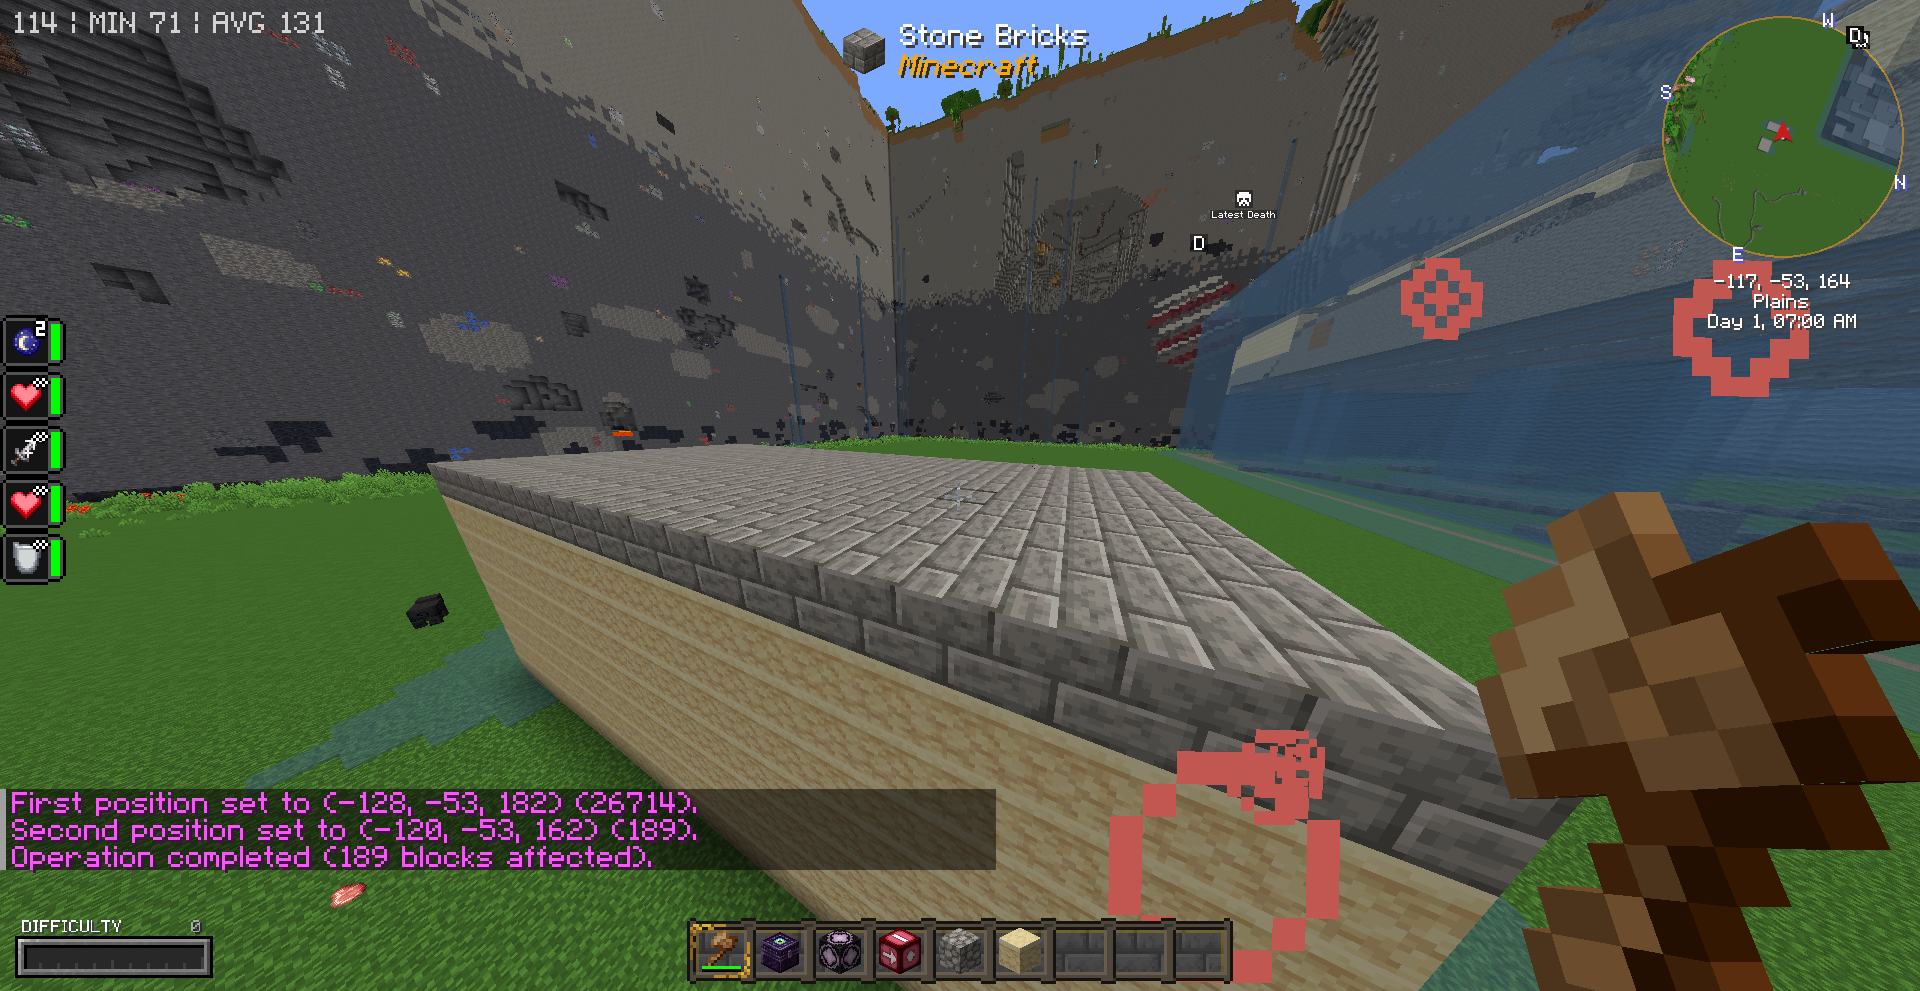 114 | MIN 71 | AVG 131
Stone Bricks
Minecraft
W
D
S
N
E
Latest Death
D
-117, -53, 164
Plains
Day 1, 07:00 AM
2
First position set to (-128, -53, 182) (26714).
Second position set to (-120, -53, 162) (189).
Operation completed (189 blocks affected).
DIFFICULTY 0